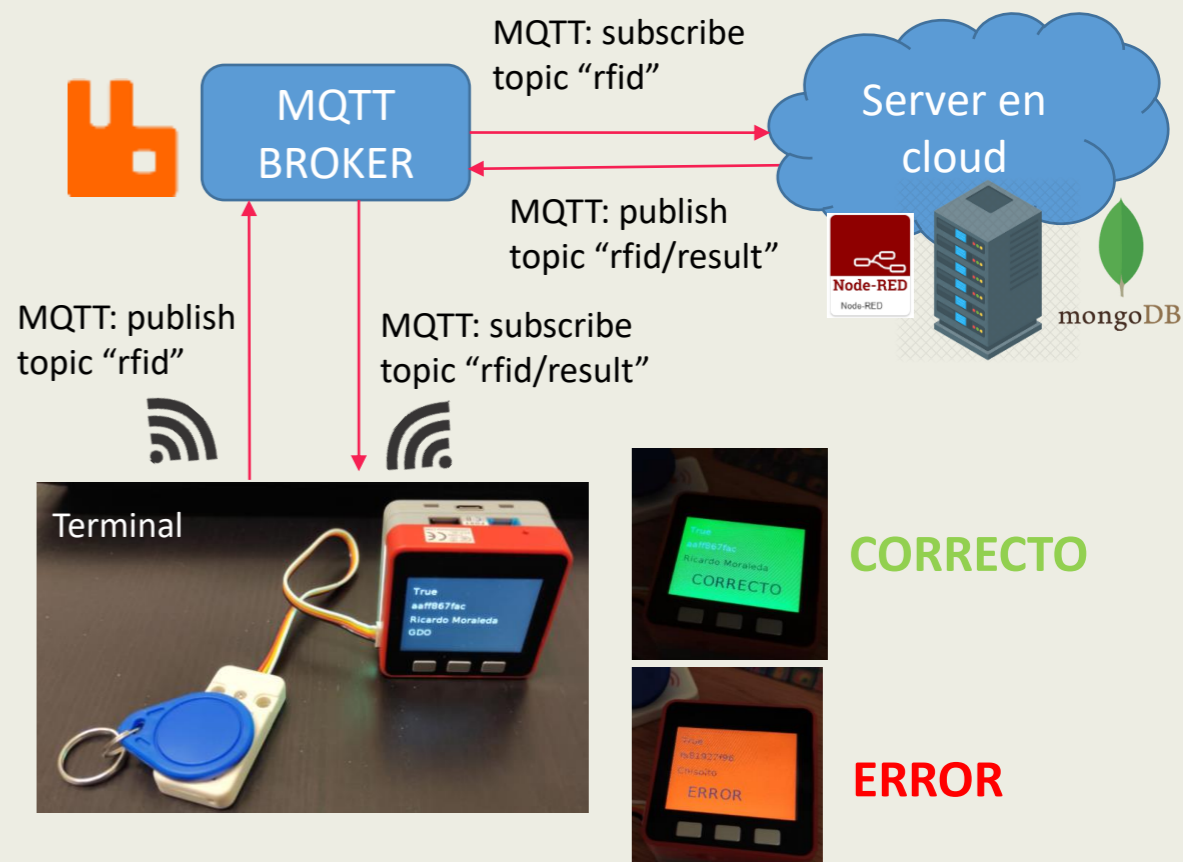 MQTT: subscribe
topic “rfid”
MQTT
BROKER
Server en
cloud
MQTT: publish
topic “rfid/result”
Node-RED
Node-RED
mongoDB
MQTT: publish
topic “rfid”
MQTT: subscribe
topic “rfid/result”
Terminal
True
aaff867fac
Ricardo Moraleda
GDO
True
aaff867fac
Ricardo Moraleda
CORRECTO
CORRECTO
True
ERROR
ERROR